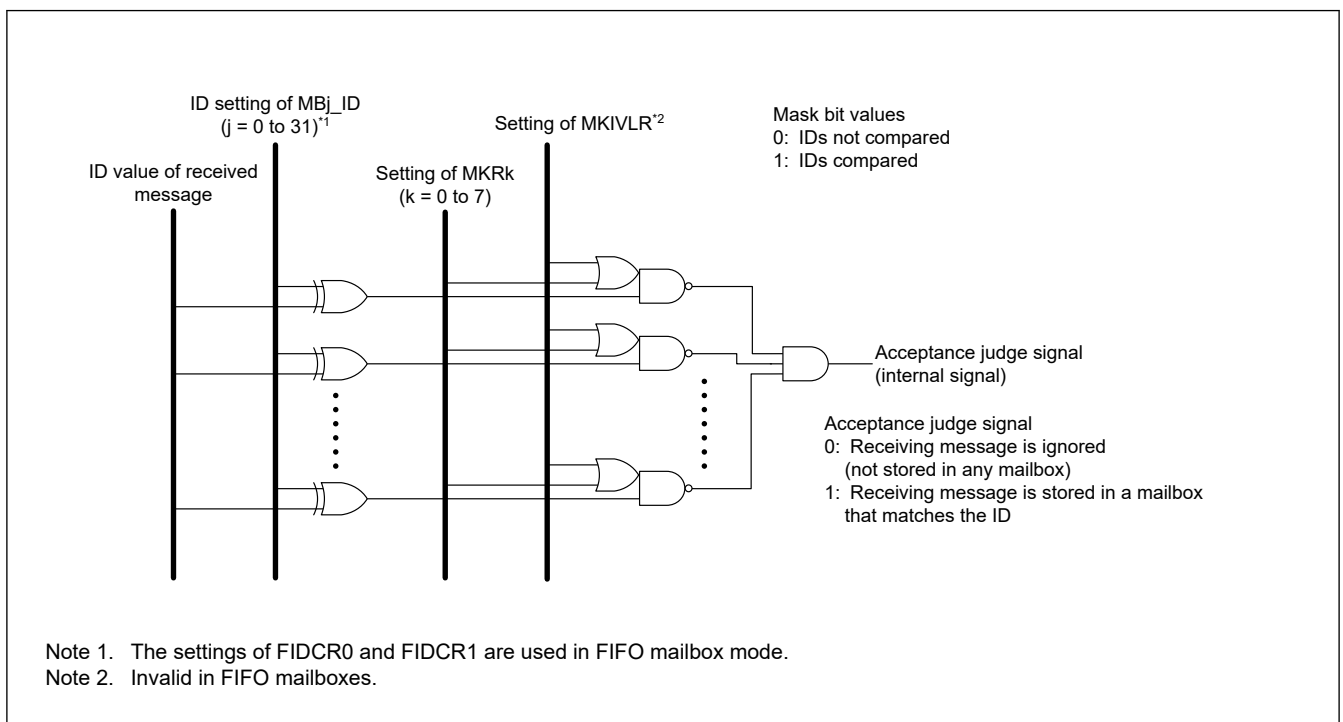 ID setting of MBj_ID
(j = 0 to 31)*1
Setting of MKIVLR*2
Mask bit values
0: IDs not compared
1: IDs compared
ID value of received
message
Setting of MKRk
(k = 0 to 7)
Acceptance judge signal
(internal signal)
Acceptance judge signal
0: Receiving message is ignored
(not stored in any mailbox)
1: Receiving message is stored in a mailbox
that matches the ID
Note 1. The settings of FIDCR0 and FIDCR1 are used in FIFO mailbox mode.
Note 2. Invalid in FIFO mailboxes.